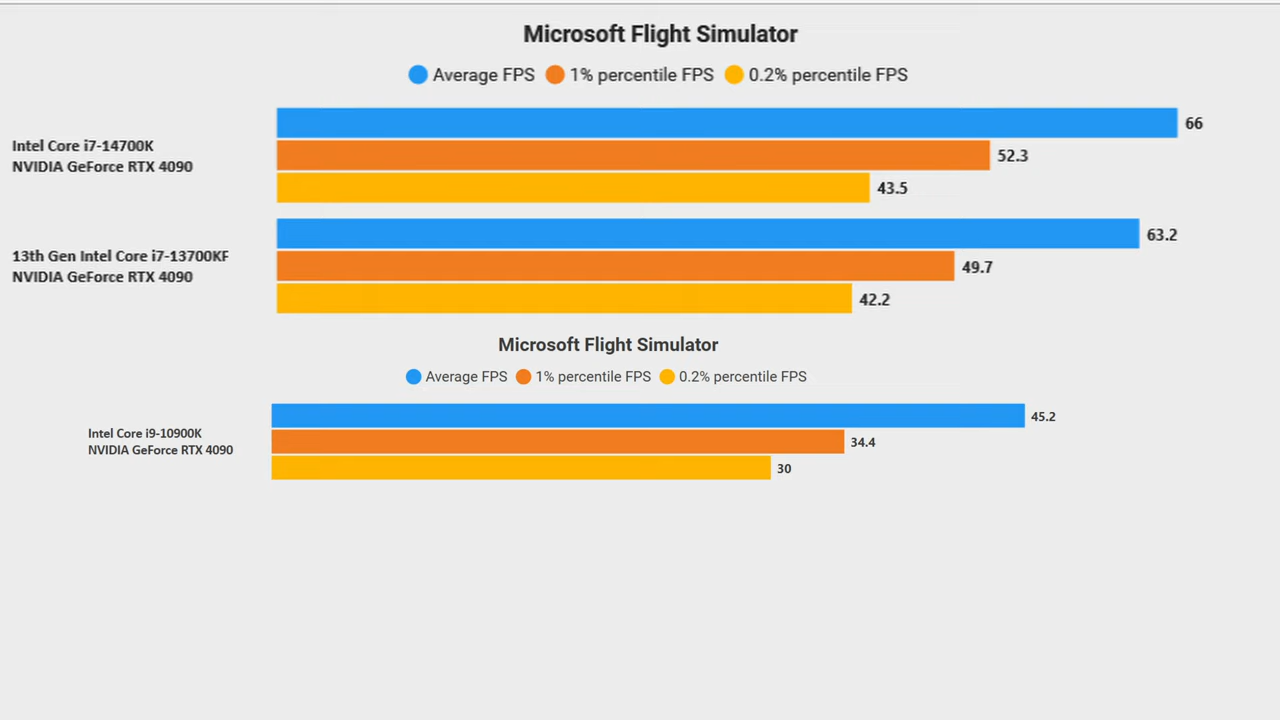 Microsoft Flight Simulator
Average FPS 1% percentile FPS 0.2% percentile FPS
Intel Core i7-14700K
NVIDIA GeForce RTX 4090
66
52.3
43.5
13th Gen Intel Core i7-13700KF
NVIDIA GeForce RTX 4090
63.2
49.7
42.2
Microsoft Flight Simulator
Average FPS 1% percentile FPS 0.2% percentile FPS
Intel Core i9-10900K
NVIDIA GeForce RTX 4090
45.2
34.4
30